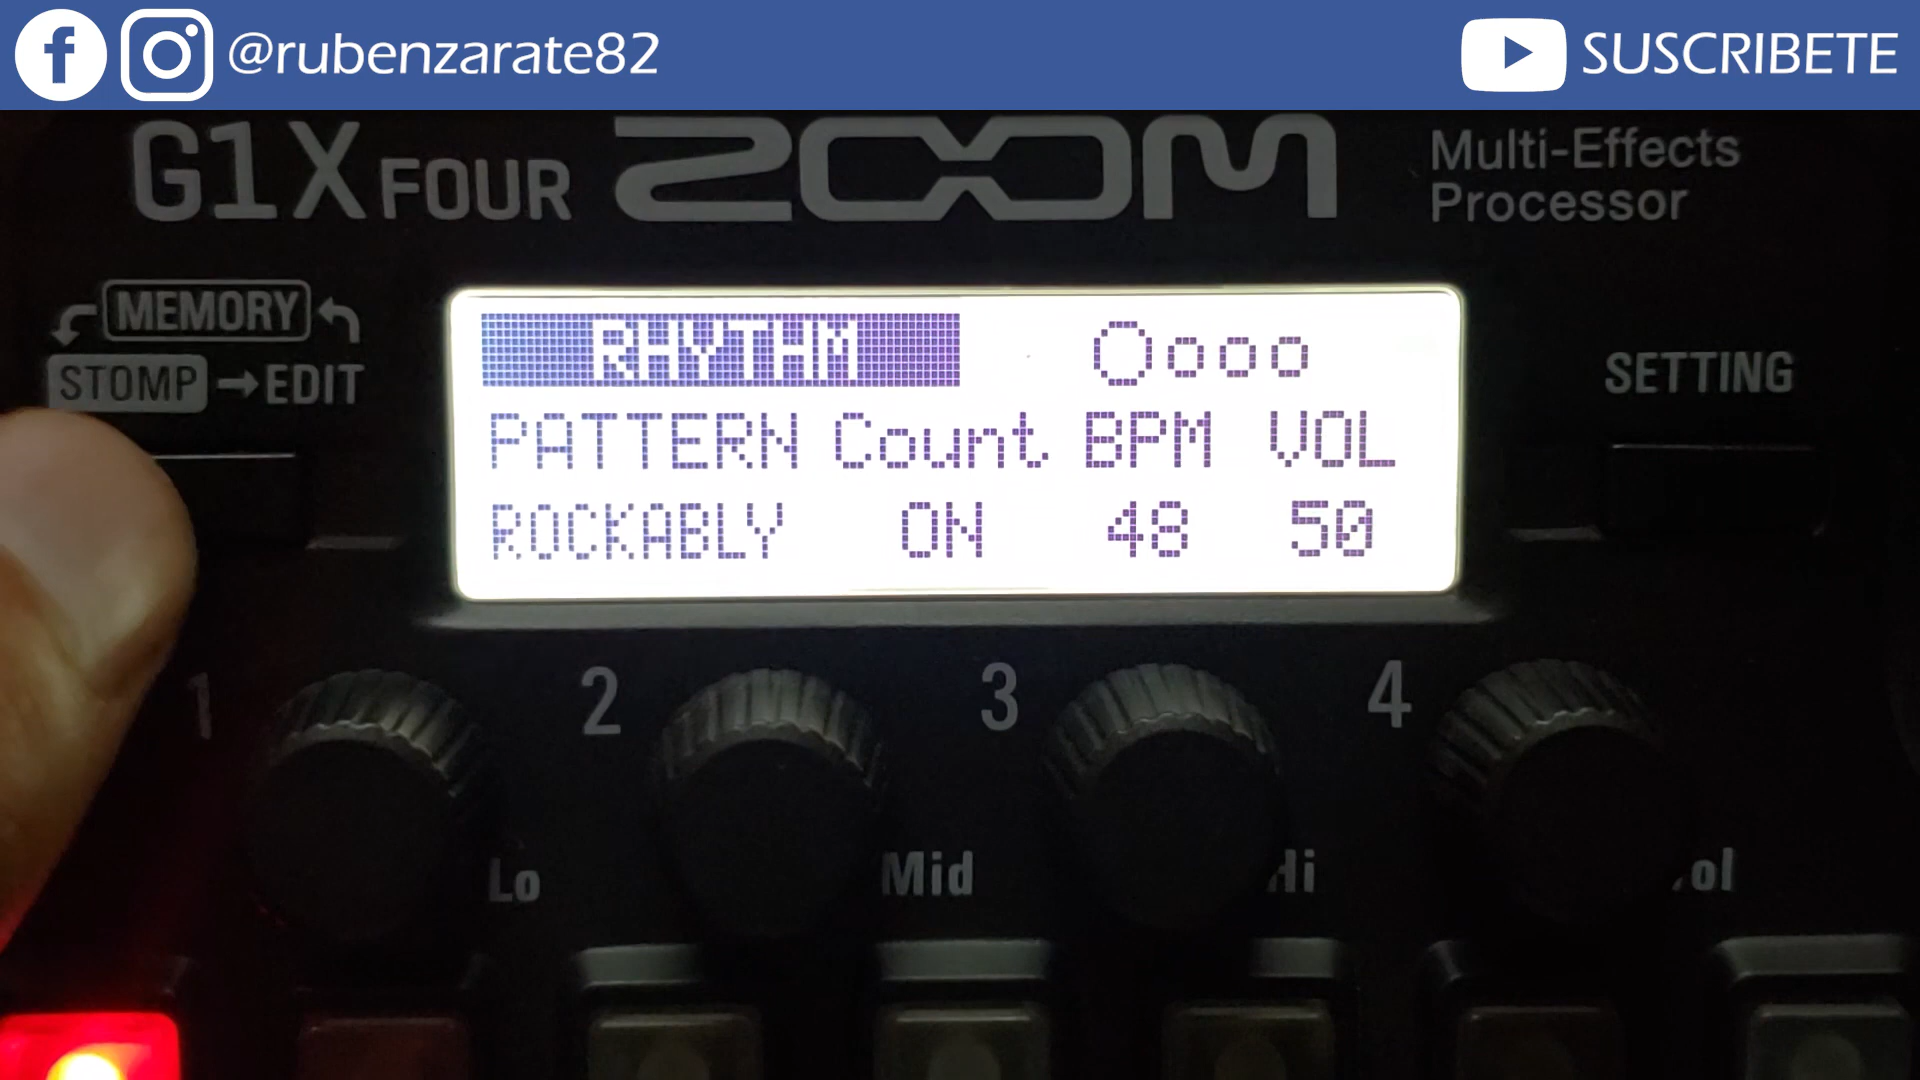 @rubenzarate82 SUSCRIBETE
G1X FOUR ZOOM Multi-Effects Processor
MEMORY
STOMP → EDIT
SETTING
RHYTHM
PATTERN Count BPM VOL
ROCKABLY ON 48 50
1 2 3 4
Lo Mid Hi